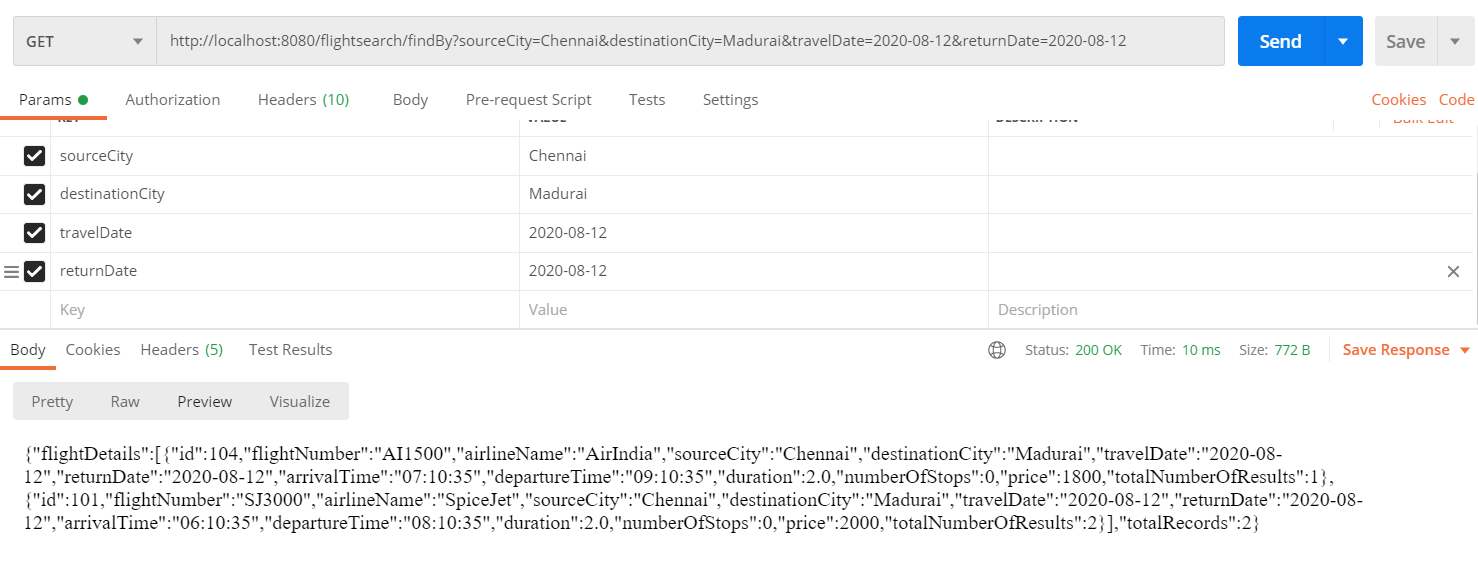 GET http://localhost:8080/flightsearch/findBy?sourceCity=Chennai&destinationCity=Madurai&travelDate=2020-08-12&returnDate=2020-08-12 Send Save
Params Authorization Headers (10) Body Pre-request Script Tests Settings Cookies Code
KEY VALUE DESCRIPTION Bulk Edit
sourceCity Chennai
destinationCity Madurai
travelDate 2020-08-12
returnDate 2020-08-12
Key Value Description
Body Cookies Headers (5) Test Results Status: 200 OK Time: 10 ms Size: 772 B Save Response
Pretty Raw Preview Visualize
{"flightDetails":[{"id":104,"flightNumber":"AI1500","airlineName":"AirIndia","sourceCity":"Chennai","destinationCity":"Madurai","travelDate":"2020-08-
12","returnDate":"2020-08-12","arrivalTime":"07:10:35","departureTime":"09:10:35","duration":2.0,"numberOfStops":0,"price":1800,"totalNumberOfResults":1},
{"id":101,"flightNumber":"SJ3000","airlineName":"SpiceJet","sourceCity":"Chennai","destinationCity":"Madurai","travelDate":"2020-08-12","returnDate":"2020-08-
12","arrivalTime":"06:10:35","departureTime":"08:10:35","duration":2.0,"numberOfStops":0,"price":2000,"totalNumberOfResults":2}],"totalRecords":2}